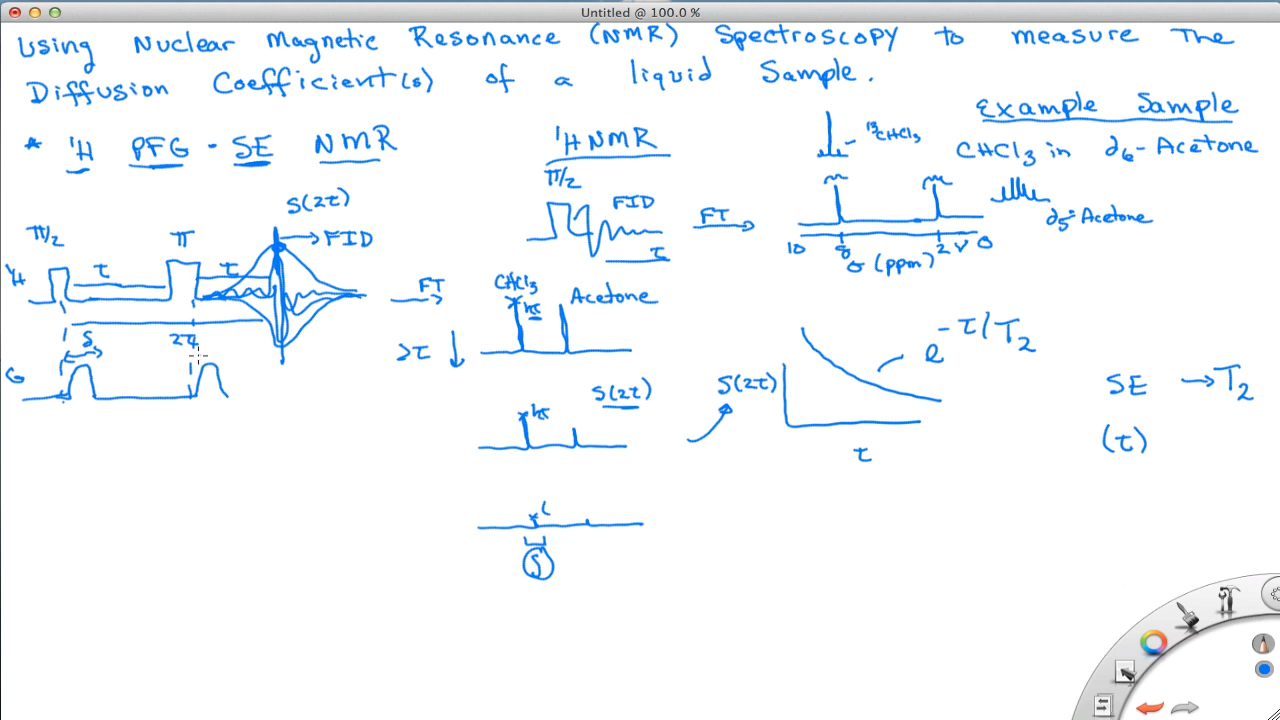 Untitled @ 100.0 %
Using Nuclear Magnetic Resonance (NMR) Spectroscopy to measure The
Diffusion Coefficient(s) of a liquid Sample.
* ¹H PFG - SE NMR
¹H NMR
π/2
FID
τ
FT
¹³CHCl₃
Example Sample
CHCl₃ in d₆-Acetone
d₅-Acetone
10 8 2 0
σ (ppm)
S(2τ)
FID
π/2 π
¹H τ τ
2τ
δ
G
FT
CHCl₃ Acetone
2τ
S(2τ)
S(2τ)
e^-τ/T₂
τ
SE → T₂
(τ)
∫